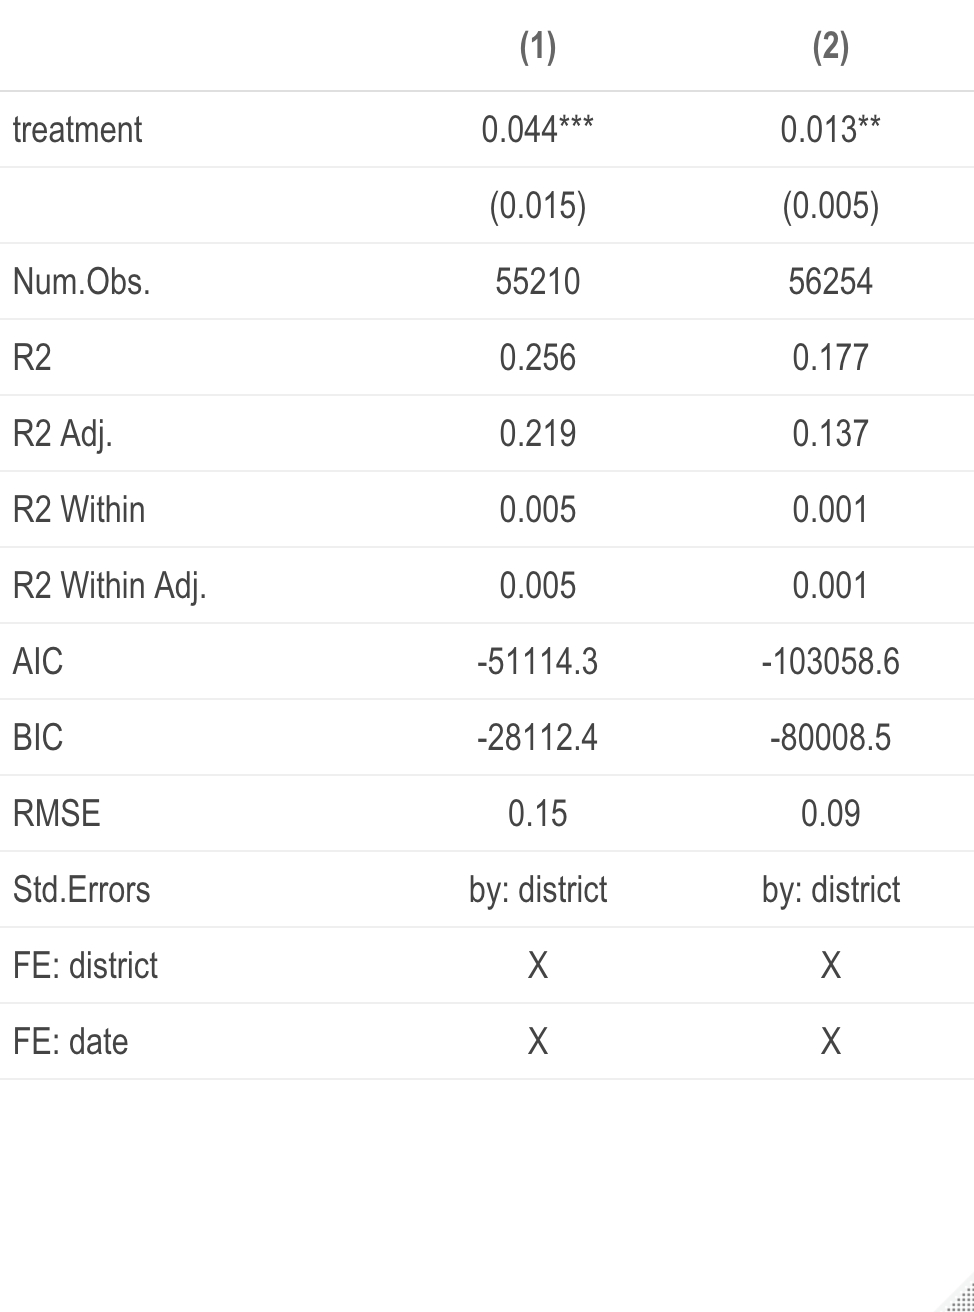 (1) (2)
treatment 0.044*** 0.013**
(0.015) (0.005)
Num.Obs. 55210 56254
R2 0.256 0.177
R2 Adj. 0.219 0.137
R2 Within 0.005 0.001
R2 Within Adj. 0.005 0.001
AIC -51114.3 -103058.6
BIC -28112.4 -80008.5
RMSE 0.15 0.09
Std.Errors by: district by: district
FE: district X X
FE: date X X